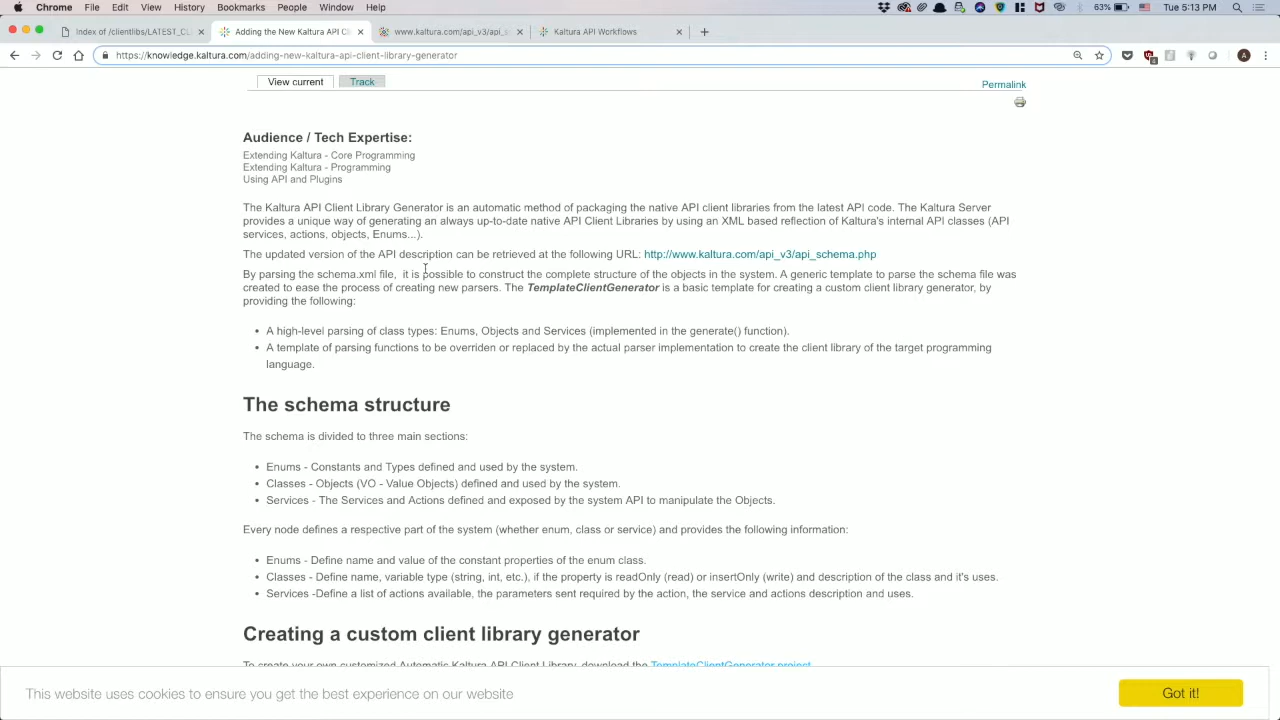 Chrome File Edit View History Bookmarks People Window Help 63% Tue 5:13 PM
Index of /clientlibs/LATEST_CL
Adding the New Kaltura API Cl
www.kaltura.com/api_v3/api_s
Kaltura API Workflows
https://knowledge.kaltura.com/adding-new-kaltura-api-client-library-generator
View current
Track
Permalink
Audience / Tech Expertise:
Extending Kaltura - Core Programming
Extending Kaltura - Programming
Using API and Plugins
The Kaltura API Client Library Generator is an automatic method of packaging the native API client libraries from the latest API code. The Kaltura Server
provides a unique way of generating an always up-to-date native API Client Libraries by using an XML based reflection of Kaltura's internal API classes (API
services, actions, objects, Enums...).
The updated version of the API description can be retrieved at the following URL: http://www.kaltura.com/api_v3/api_schema.php
By parsing the schema.xml file, it is possible to construct the complete structure of the objects in the system. A generic template to parse the schema file was
created to ease the process of creating new parsers. The TemplateClientGenerator is a basic template for creating a custom client library generator, by
providing the following:
• A high-level parsing of class types: Enums, Objects and Services (implemented in the generate() function).
• A template of parsing functions to be overriden or replaced by the actual parser implementation to create the client library of the target programming
language.
The schema structure
The schema is divided to three main sections:
• Enums - Constants and Types defined and used by the system.
• Classes - Objects (VO - Value Objects) defined and used by the system.
• Services - The Services and Actions defined and exposed by the system API to manipulate the Objects.
Every node defines a respective part of the system (whether enum, class or service) and provides the following information:
• Enums - Define name and value of the constant properties of the enum class.
• Classes - Define name, variable type (string, int, etc.), if the property is readOnly (read) or insertOnly (write) and description of the class and it's uses.
• Services -Define a list of actions available, the parameters sent required by the action, the service and actions description and uses.
Creating a custom client library generator
To create your own customized Automatic Kaltura API Client Library, download the TemplateClientGenerator project
This website uses cookies to ensure you get the best experience on our website
Got it!